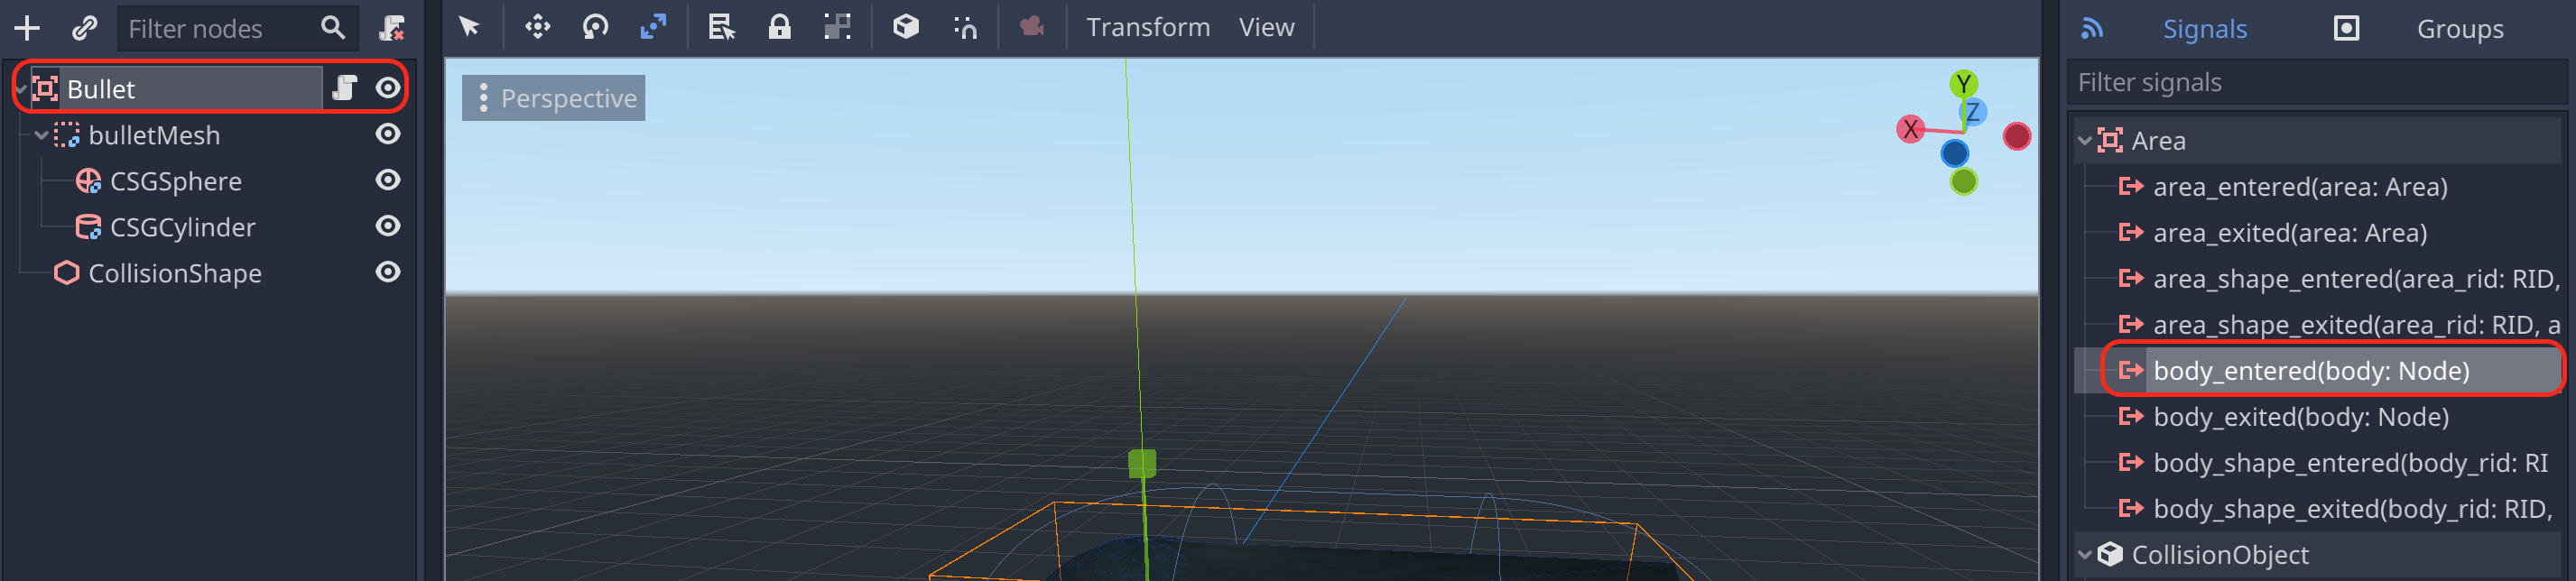 Filter nodes
Bullet
bulletMesh
CSGSphere
CSGCylinder
CollisionShape
Transform View
Perspective
Y
Z
X
Signals Groups
Filter signals
Area
area_entered(area: Area)
area_exited(area: Area)
area_shape_entered(area_rid: RID,
area_shape_exited(area_rid: RID, a
body_entered(body: Node)
body_exited(body: Node)
body_shape_entered(body_rid: RI
body_shape_exited(body_rid: RID,
CollisionObject